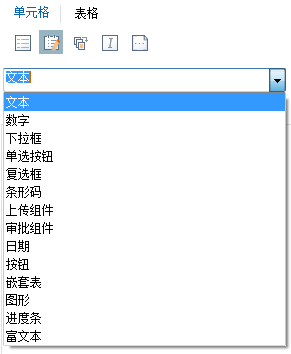 单元格 表格
文本
文本
数字
下拉框
单选按钮
复选框
条形码
上传组件
审批组件
日期
按钮
嵌套表
图形
进度条
富文本